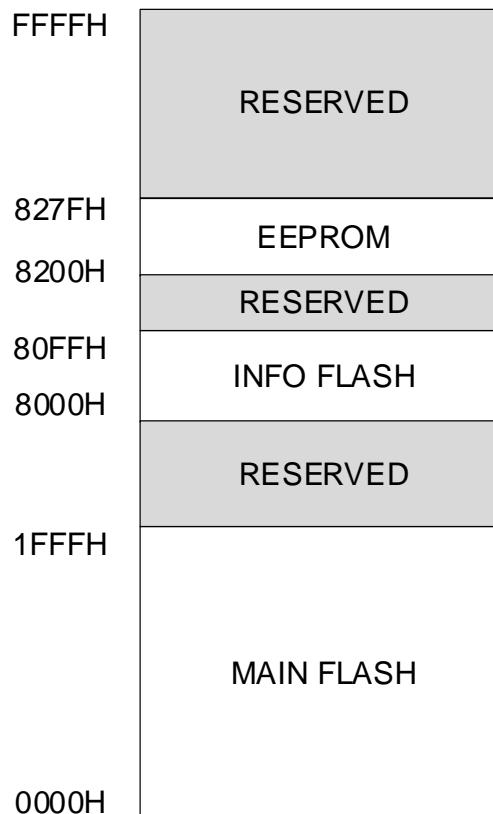 FFFFH
RESERVED
827FH
EEPROM
8200H
RESERVED
80FFH
INFO FLASH
8000H
RESERVED
1FFFH
MAIN FLASH
0000H